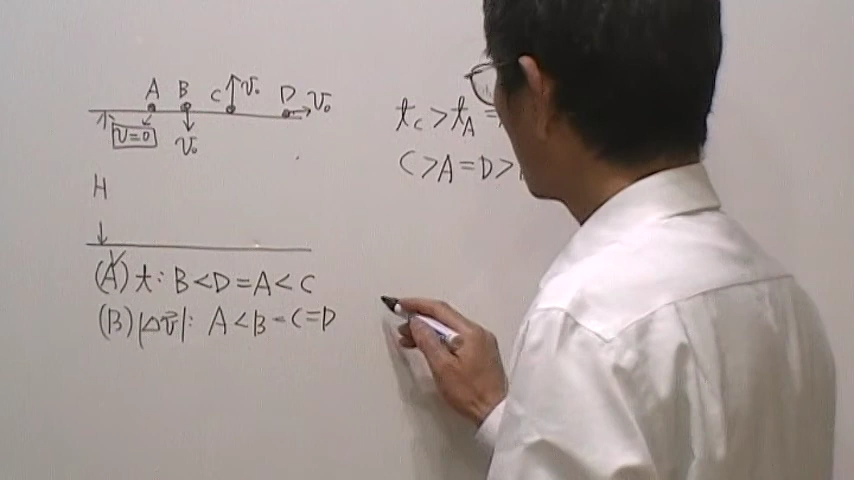 A B C V₀ D V₀
V=0 V₀
H
(A) t: B<D=A<C
(B) |Δv⃗|: A<B=C=D
t_C > t_A =
C>A=D>